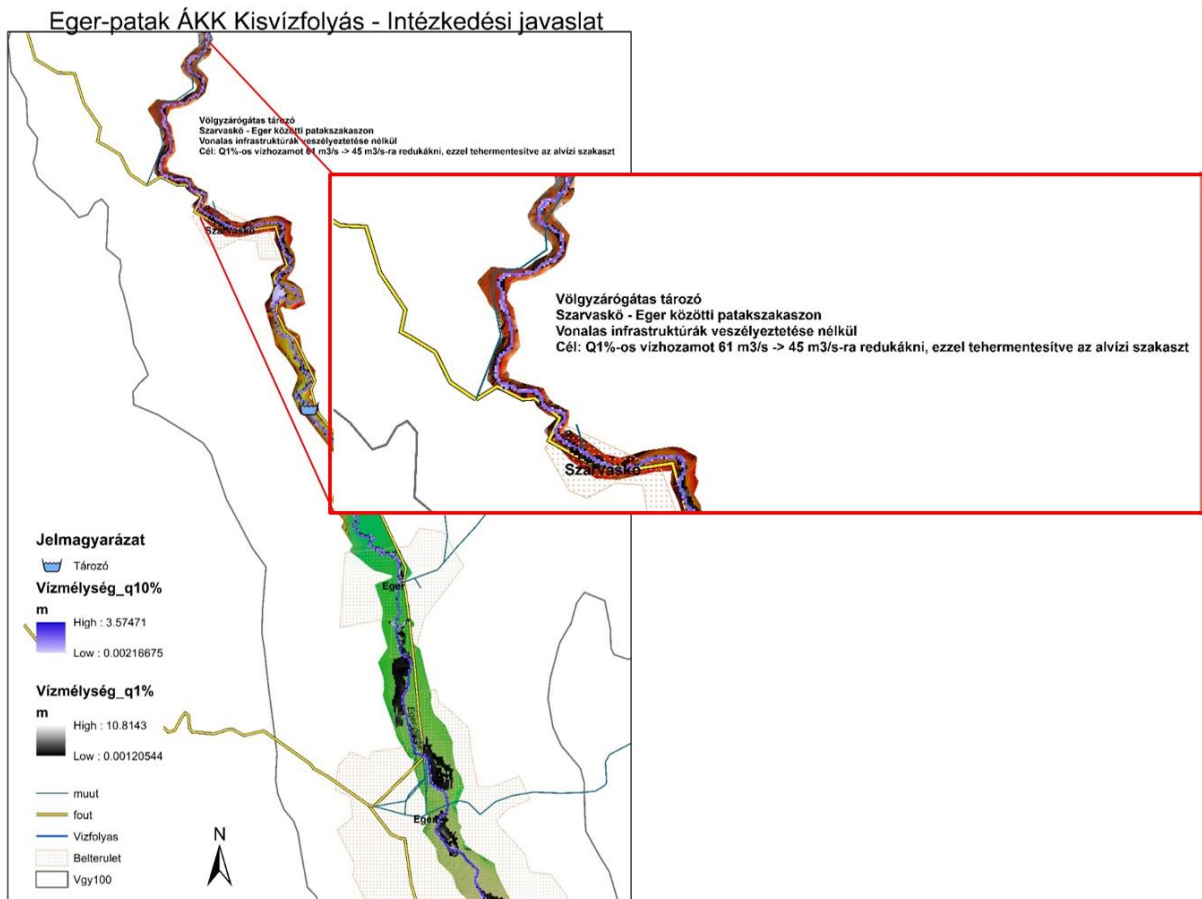 Eger-patak ÁKK Kisvízfolyás - Intézkedési javaslat
Völgyzárógátas tározó
Szarvaskő - Eger közötti patakszakaszon
Vonalas infrastruktúrák veszélyeztetése nélkül
Cél: Q1%-os vízhozamot 61 m3/s -> 45 m3/s-ra redukákni, ezzel tehermentesítve az alvízi szakaszt
Szarvaskő
Völgyzárógátas tározó
Szarvaskő - Eger közötti patakszakaszon
Vonalas infrastruktúrák veszélyeztetése nélkül
Cél: Q1%-os vízhozamot 61 m3/s -> 45 m3/s-ra redukákni, ezzel tehermentesítve az alvízi szakaszt
Szarvaskő
Jelmagyarázat
Tározó
Vízmélység_q10%
m
High : 3.57471
Low : 0.00216675
Vízmélység_q1%
m
High : 10.8143
Low : 0.00120544
muut
fout
Vizfolyas
Belterulet
Vgy100
N
Eger
Eger